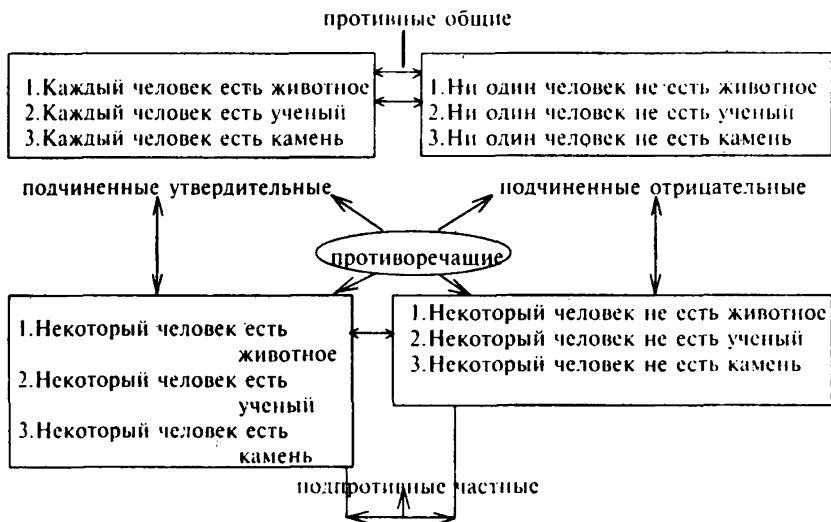 противные общие
1.Каждый человек есть животное
2.Каждый человек есть ученый
3.Каждый человек есть камень
1.Ни один человек не есть животное
2.Ни один человек не есть ученый
3.Ни один человек не есть камень
подчиненные утвердительные
подчиненные отрицательные
противоречащие
1.Некоторый человек есть
животное
2.Некоторый человек есть
ученый
3.Некоторый человек есть
камень
1.Некоторый человек не есть животное
2.Некоторый человек не есть ученый
3.Некоторый человек не есть камень
подпротивные частные